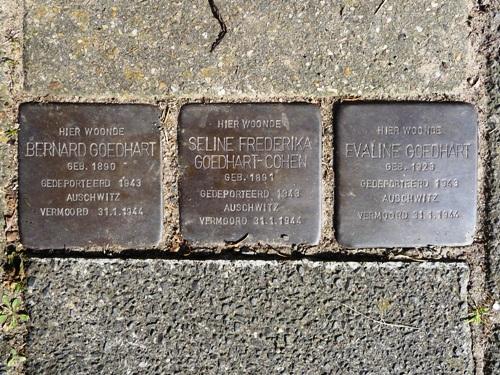 HIER WOONDE
BERNARD GOEDHART
GEB. 1890
GEDEPORTEERD 1943
AUSCHWITZ
VERMOORD 31.1.1944
HIER WOONDE
SELINE FREDERIKA
GOEDHART-COHEN
GEB. 1891
GEDEPORTEERD 1943
AUSCHWITZ
VERMOORD 31.1.1944
HIER WOONDE
EVALINE GOEDHART
GEB. 1923
GEDEPORTEERD 1943
AUSCHWITZ
VERMOORD 31.1.1944